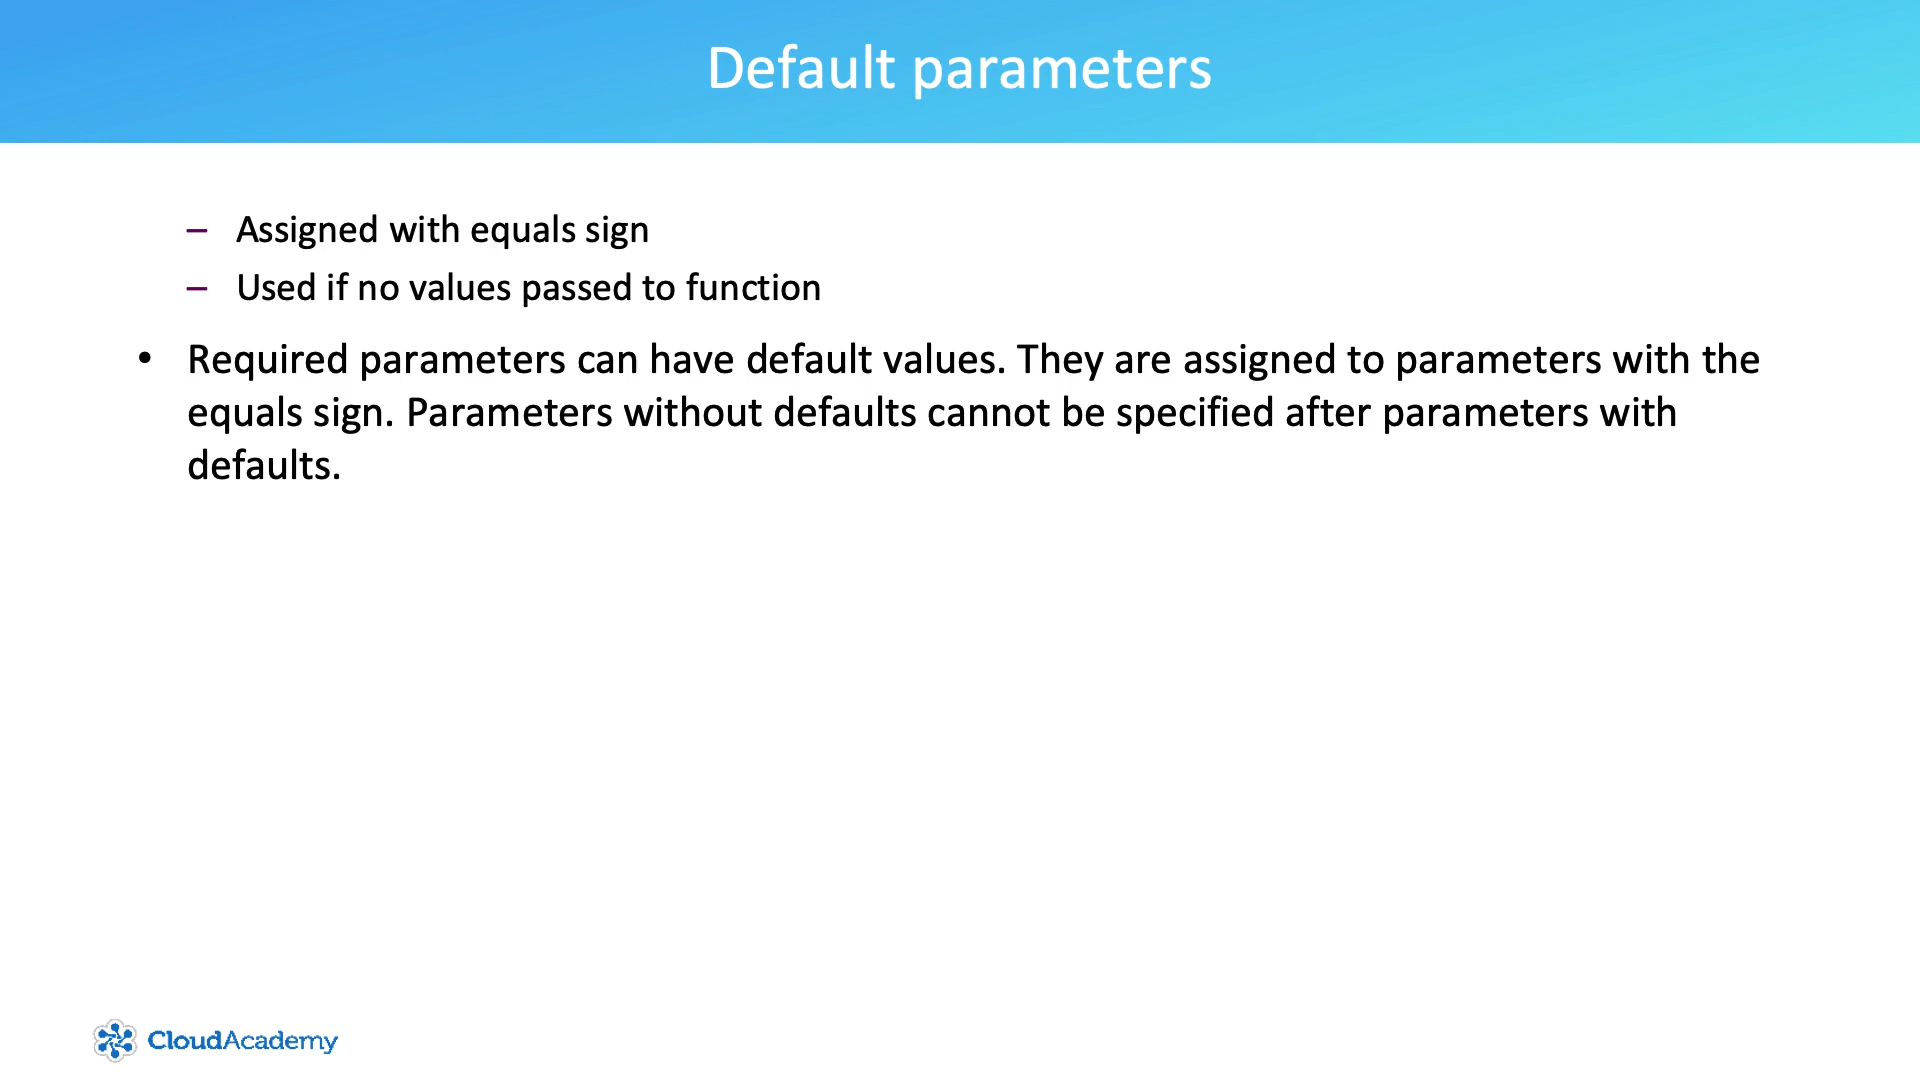 Default parameters
– Assigned with equals sign
– Used if no values passed to function
• Required parameters can have default values. They are assigned to parameters with the
equals sign. Parameters without defaults cannot be specified after parameters with
defaults.
CloudAcademy